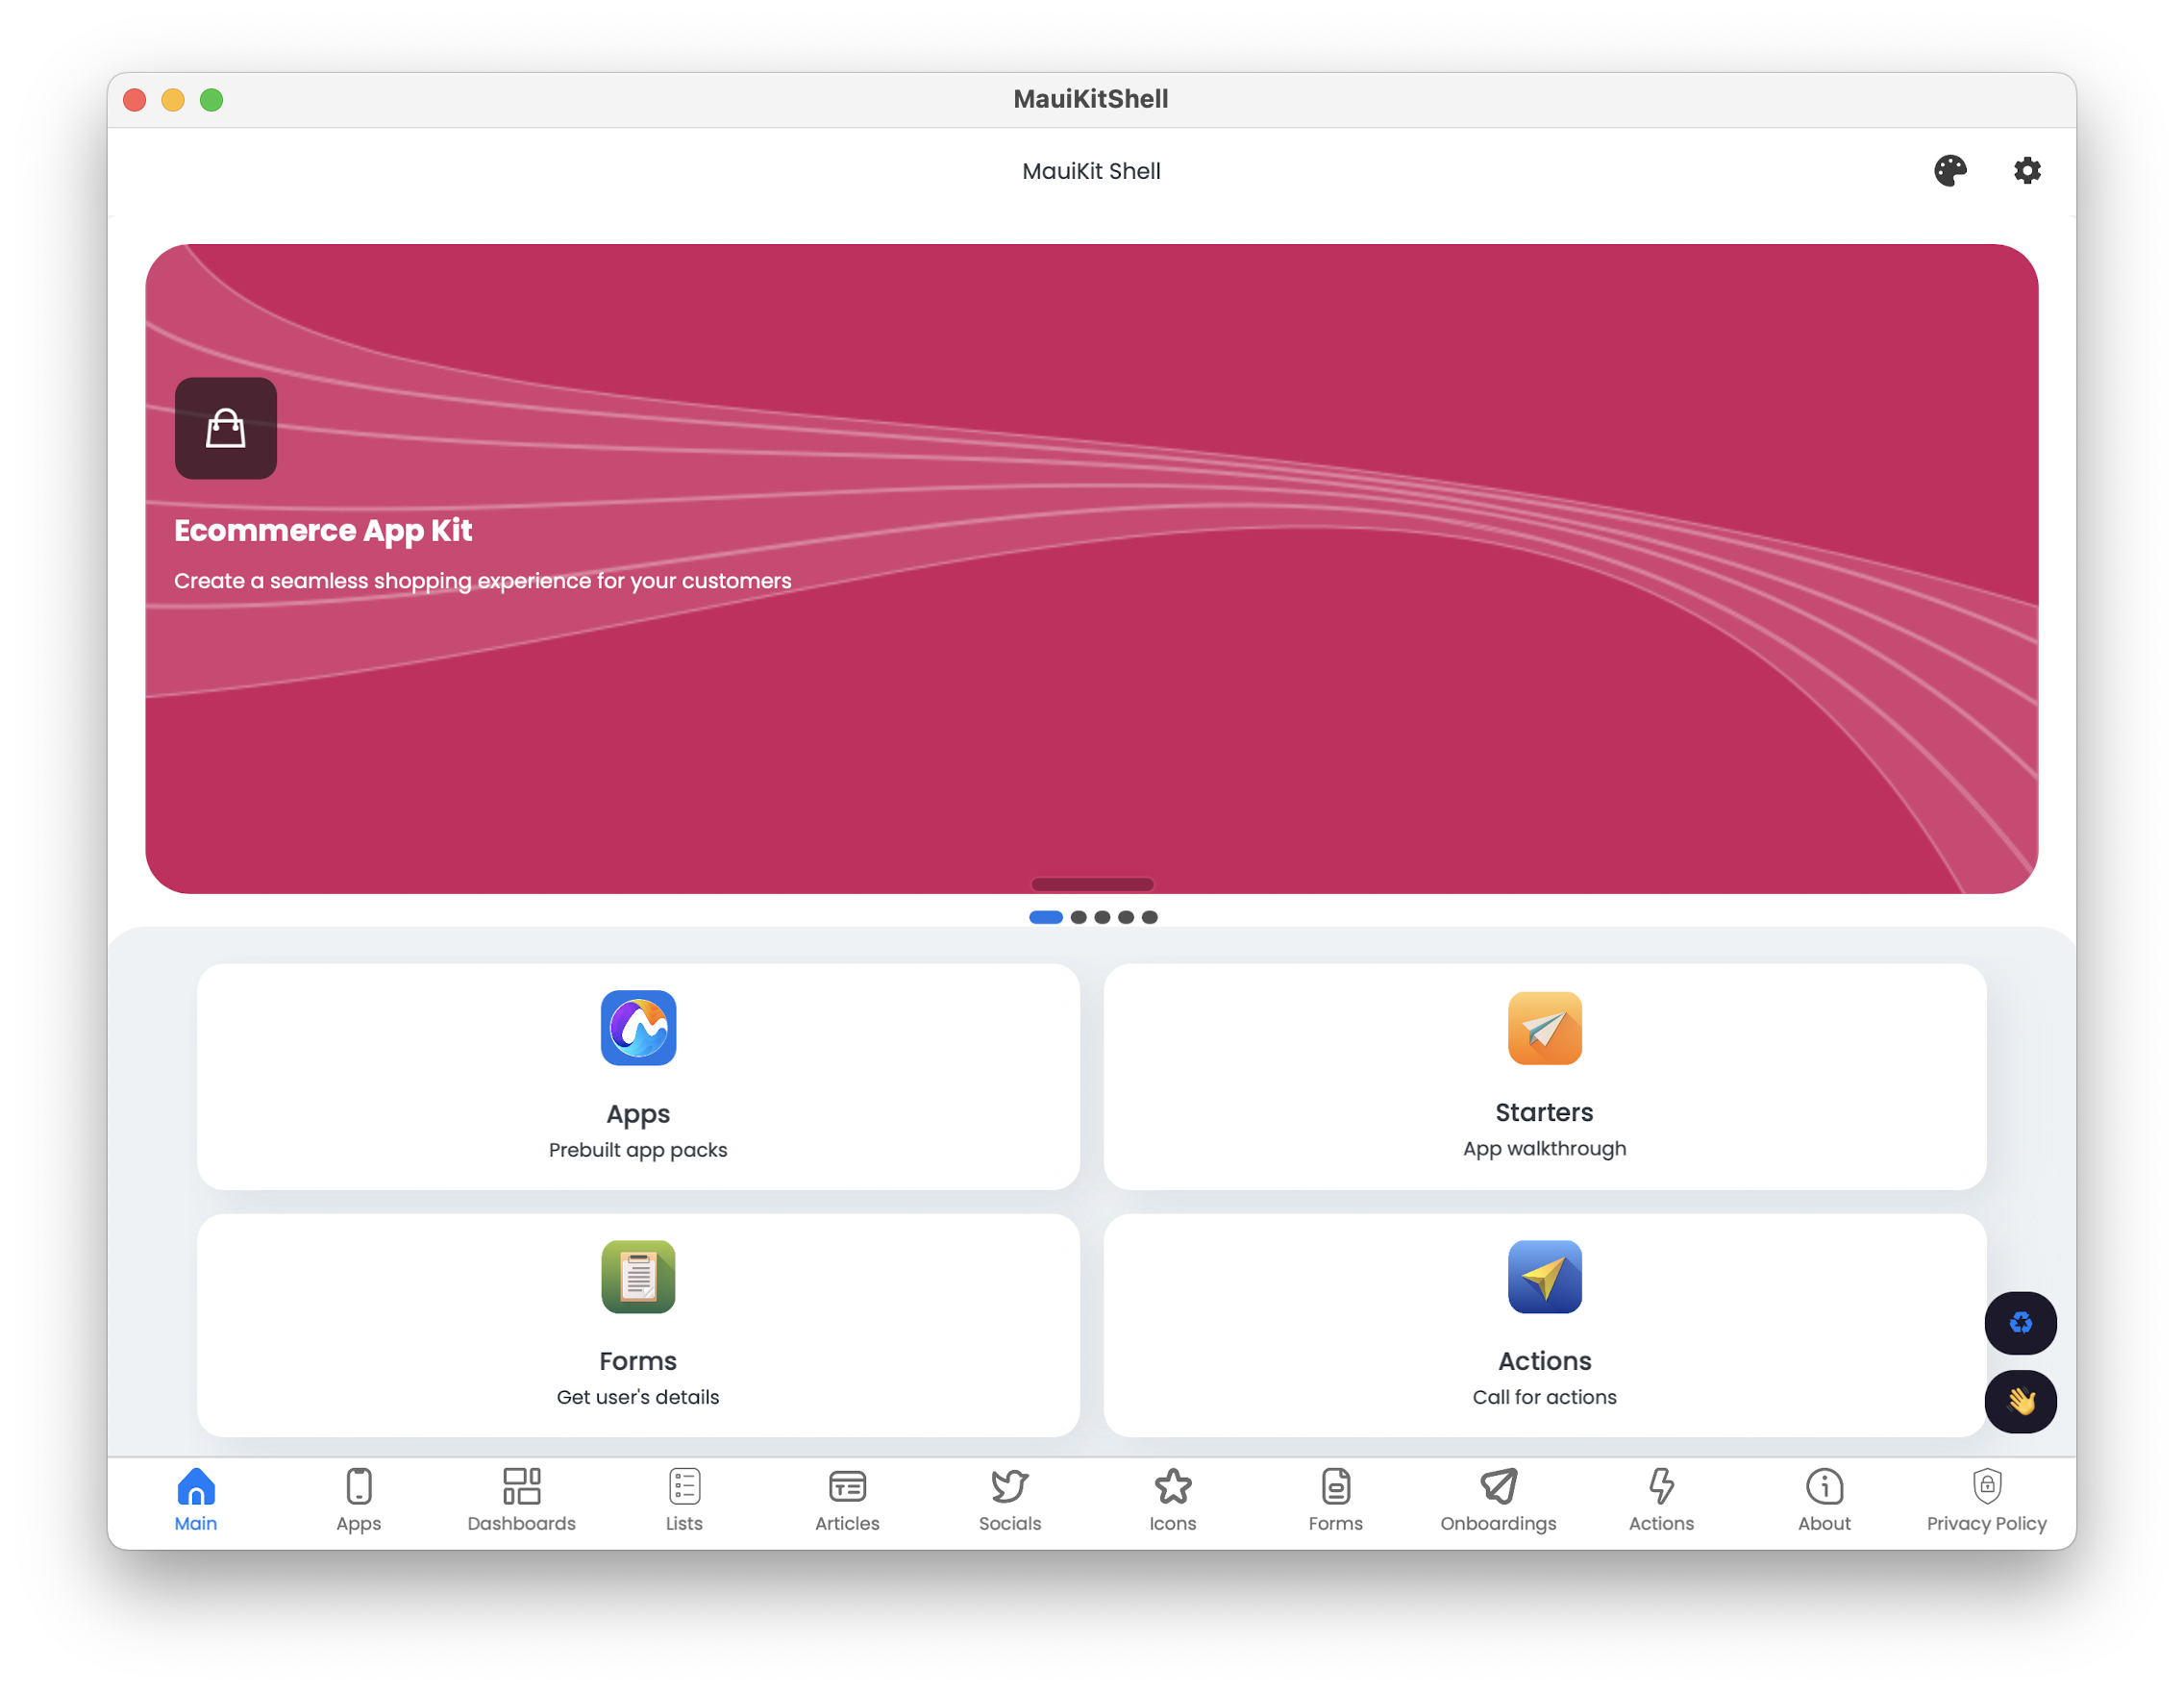 MauiKitShell
MauiKit Shell
Ecommerce App Kit
Create a seamless shopping experience for your customers
Apps
Prebuilt app packs
Starters
App walkthrough
Forms
Get user's details
Actions
Call for actions
Main
Apps
Dashboards
Lists
Articles
Socials
Icons
Forms
Onboardings
Actions
About
Privacy Policy